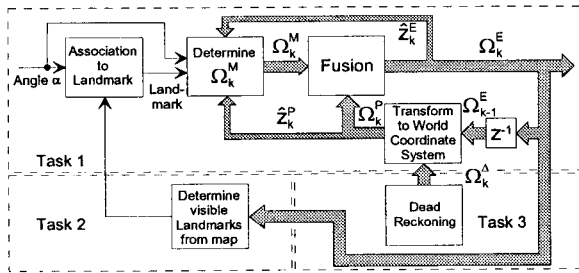 Angle α
Association
to
Landmark
Land-
mark
Determine
Ω_k^M
Ω_k^M
Fusion
ẑ_k^E
Ω_k^E
ẑ_k^P
Ω_k^P
Transform
to World
Coordinate
System
Ω_{k-1}^E
z^{-1}
Ω_k^Δ
Task 1
Task 2
Determine
visible
Landmarks
from map
Dead
Reckoning
Task 3